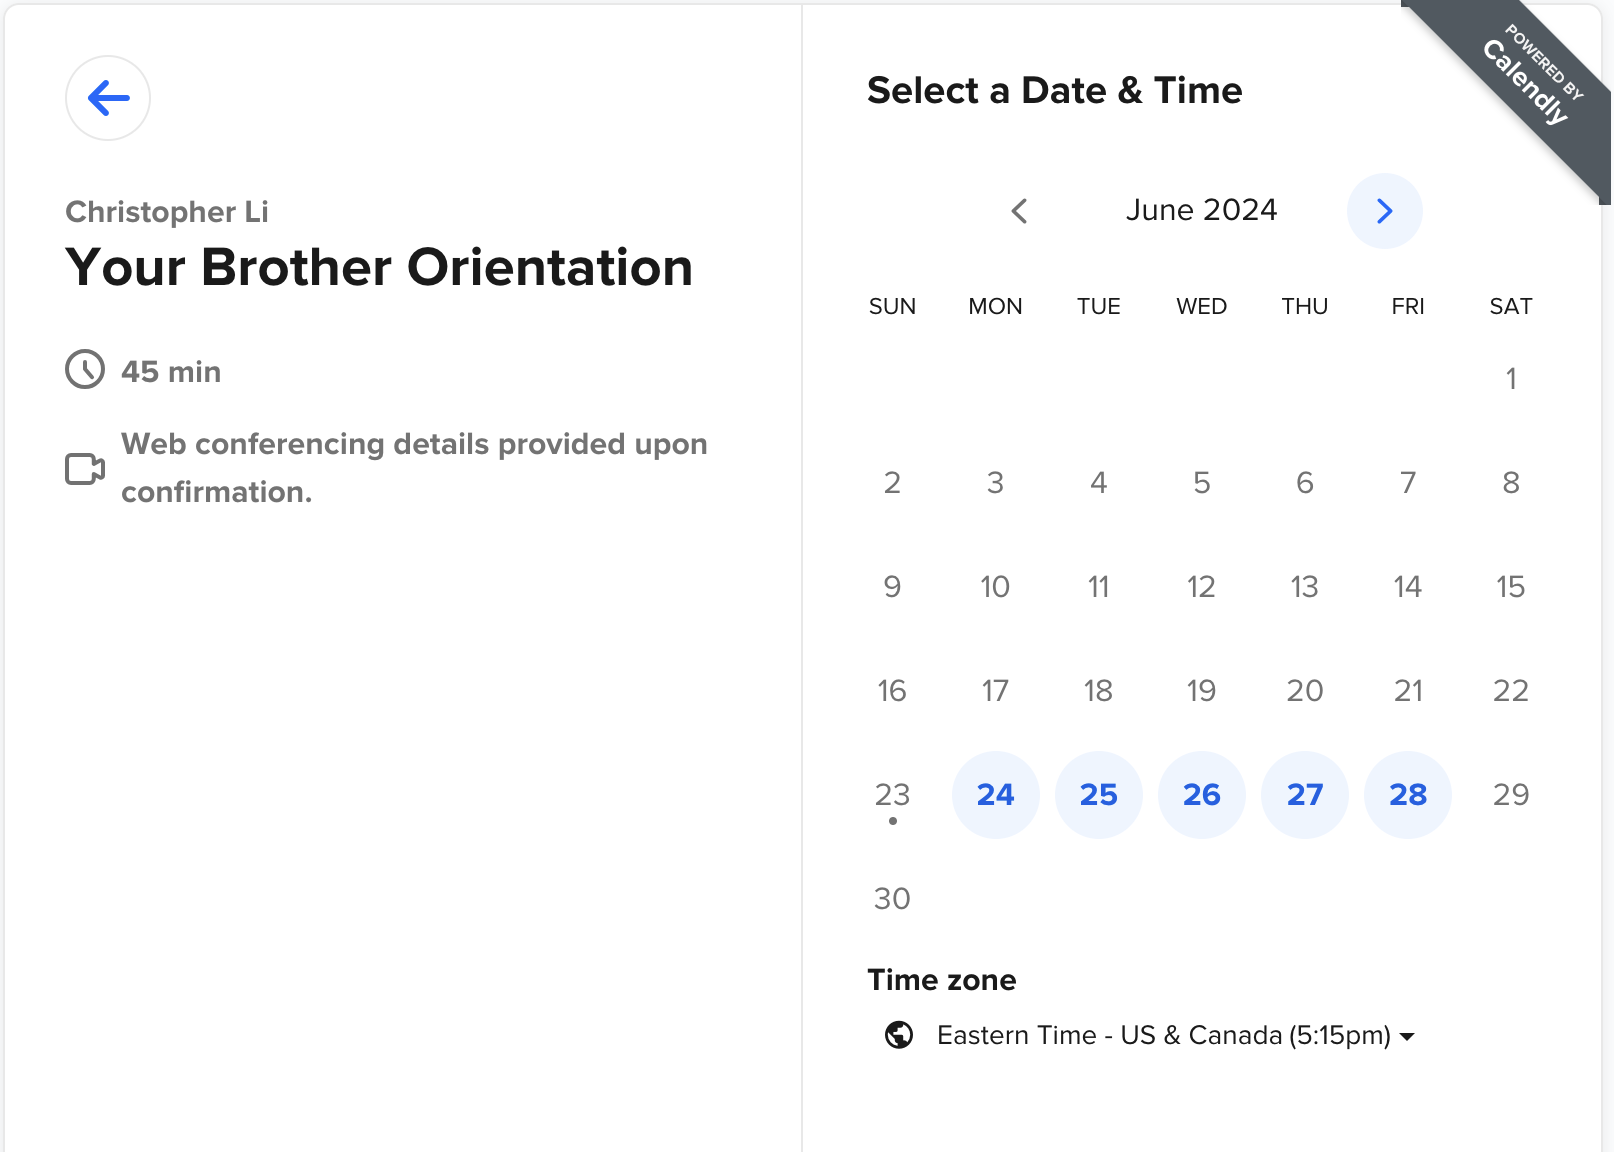 Christopher Li
Your Brother Orientation
45 min
Web conferencing details provided upon
confirmation.
Select a Date & Time
POWERED BY
Calendly
June 2024
SUN MON TUE WED THU FRI SAT
1
2 3 4 5 6 7 8
9 10 11 12 13 14 15
16 17 18 19 20 21 22
23 24 25 26 27 28 29
30
Time zone
Eastern Time - US & Canada (5:15pm)